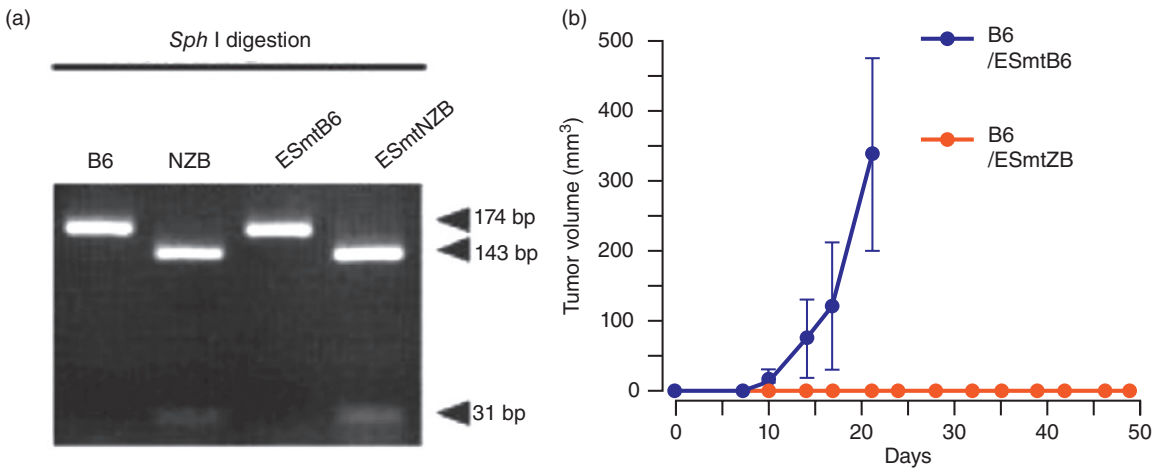 (a)
Sph I digestion
B6 NZB ESmtB6 ESmtNZB
174 bp
143 bp
31 bp
(b)
B6
/ESmtB6
B6
/ESmtZB
Tumor volume (mm³)
500
400
300
200
100
0
0 10 20 30 40 50
Days